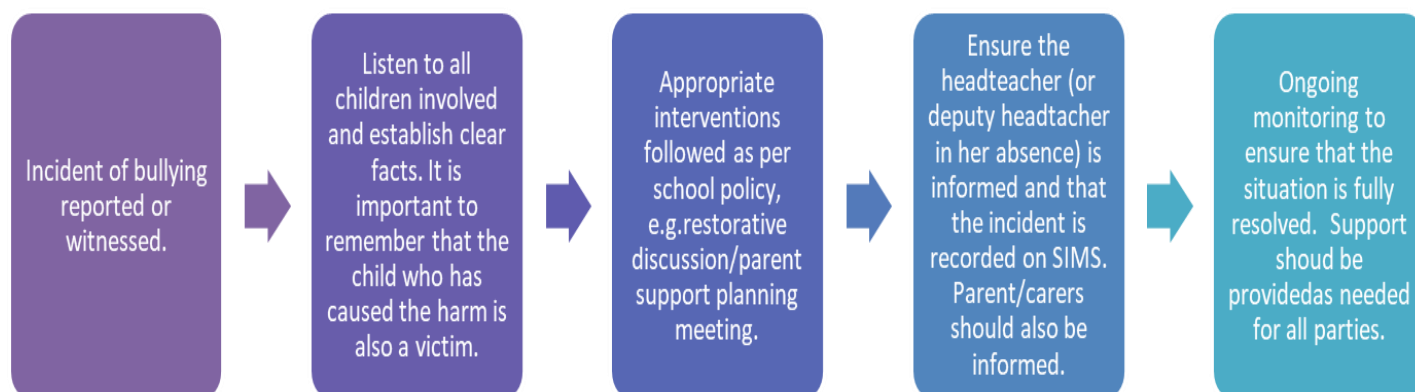 Incident of bullying
reported or
witnessed.
Listen to all
children involved
and establish clear
facts. It is
important to
remember that the
child who has
caused the harm is
also a victim.
Appropriate
interventions
followed as per
school policy,
e.g.restorative
discussion/parent
support planning
meeting.
Ensure the
headteacher (or
deputy headtacher
in her absence) is
informed and that
the incident is
recorded on SIMS.
Parent/carers
should also be
informed.
Ongoing
monitoring to
ensure that the
situation is fully
resolved.  Support
shoud be
providedas needed
for all parties.